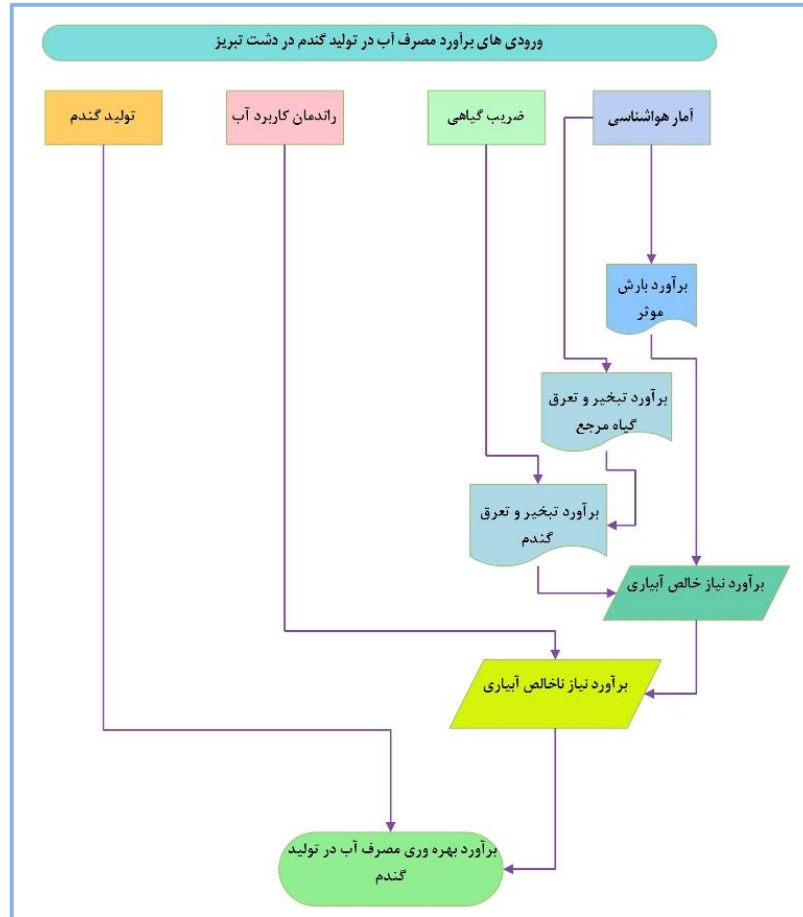 ورودی های برآورد مصرف آب در تولید گندم در دشت تبریز
آمار هواشناسی
ضریب گیاهی
راندمان کاربرد آب
تولید گندم
برآورد بارش
موثر
برآورد تبخیر و تعرق
گیاه مرجع
برآورد تبخیر و تعرق
گندم
برآورد نیاز خالص آبیاری
برآورد نیاز ناخالص آبیاری
برآورد بهره وری مصرف آب در تولید
گندم